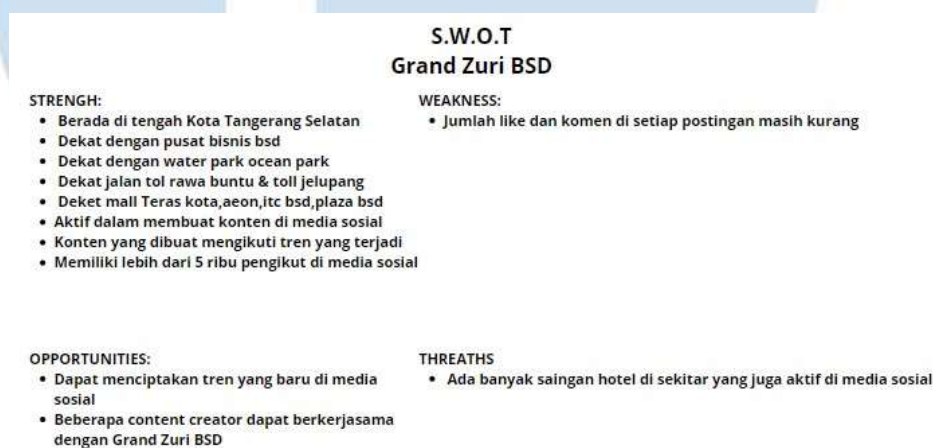 S.W.O.T
Grand Zuri BSD
STRENGH:
• Berada di tengah Kota Tangerang Selatan
• Dekat dengan pusat bisnis bsd
• Dekat dengan water park ocean park
• Dekat jalan tol rawa buntu & toll jelupang
• Deket mall Teras kota,aeon,itc bsd,plaza bsd
• Aktif dalam membuat konten di media sosial
• Konten yang dibuat mengikuti tren yang terjadi
• Memiliki lebih dari 5 ribu pengikut di media sosial
WEAKNESS:
• Jumlah like dan komen di setiap postingan masih kurang
OPPORTUNITIES:
• Dapat menciptakan tren yang baru di media
sosial
• Beberapa content creator dapat berkerjasama
dengan Grand Zuri BSD
THREATHS
• Ada banyak saingan hotel di sekitar yang juga aktif di media sosial